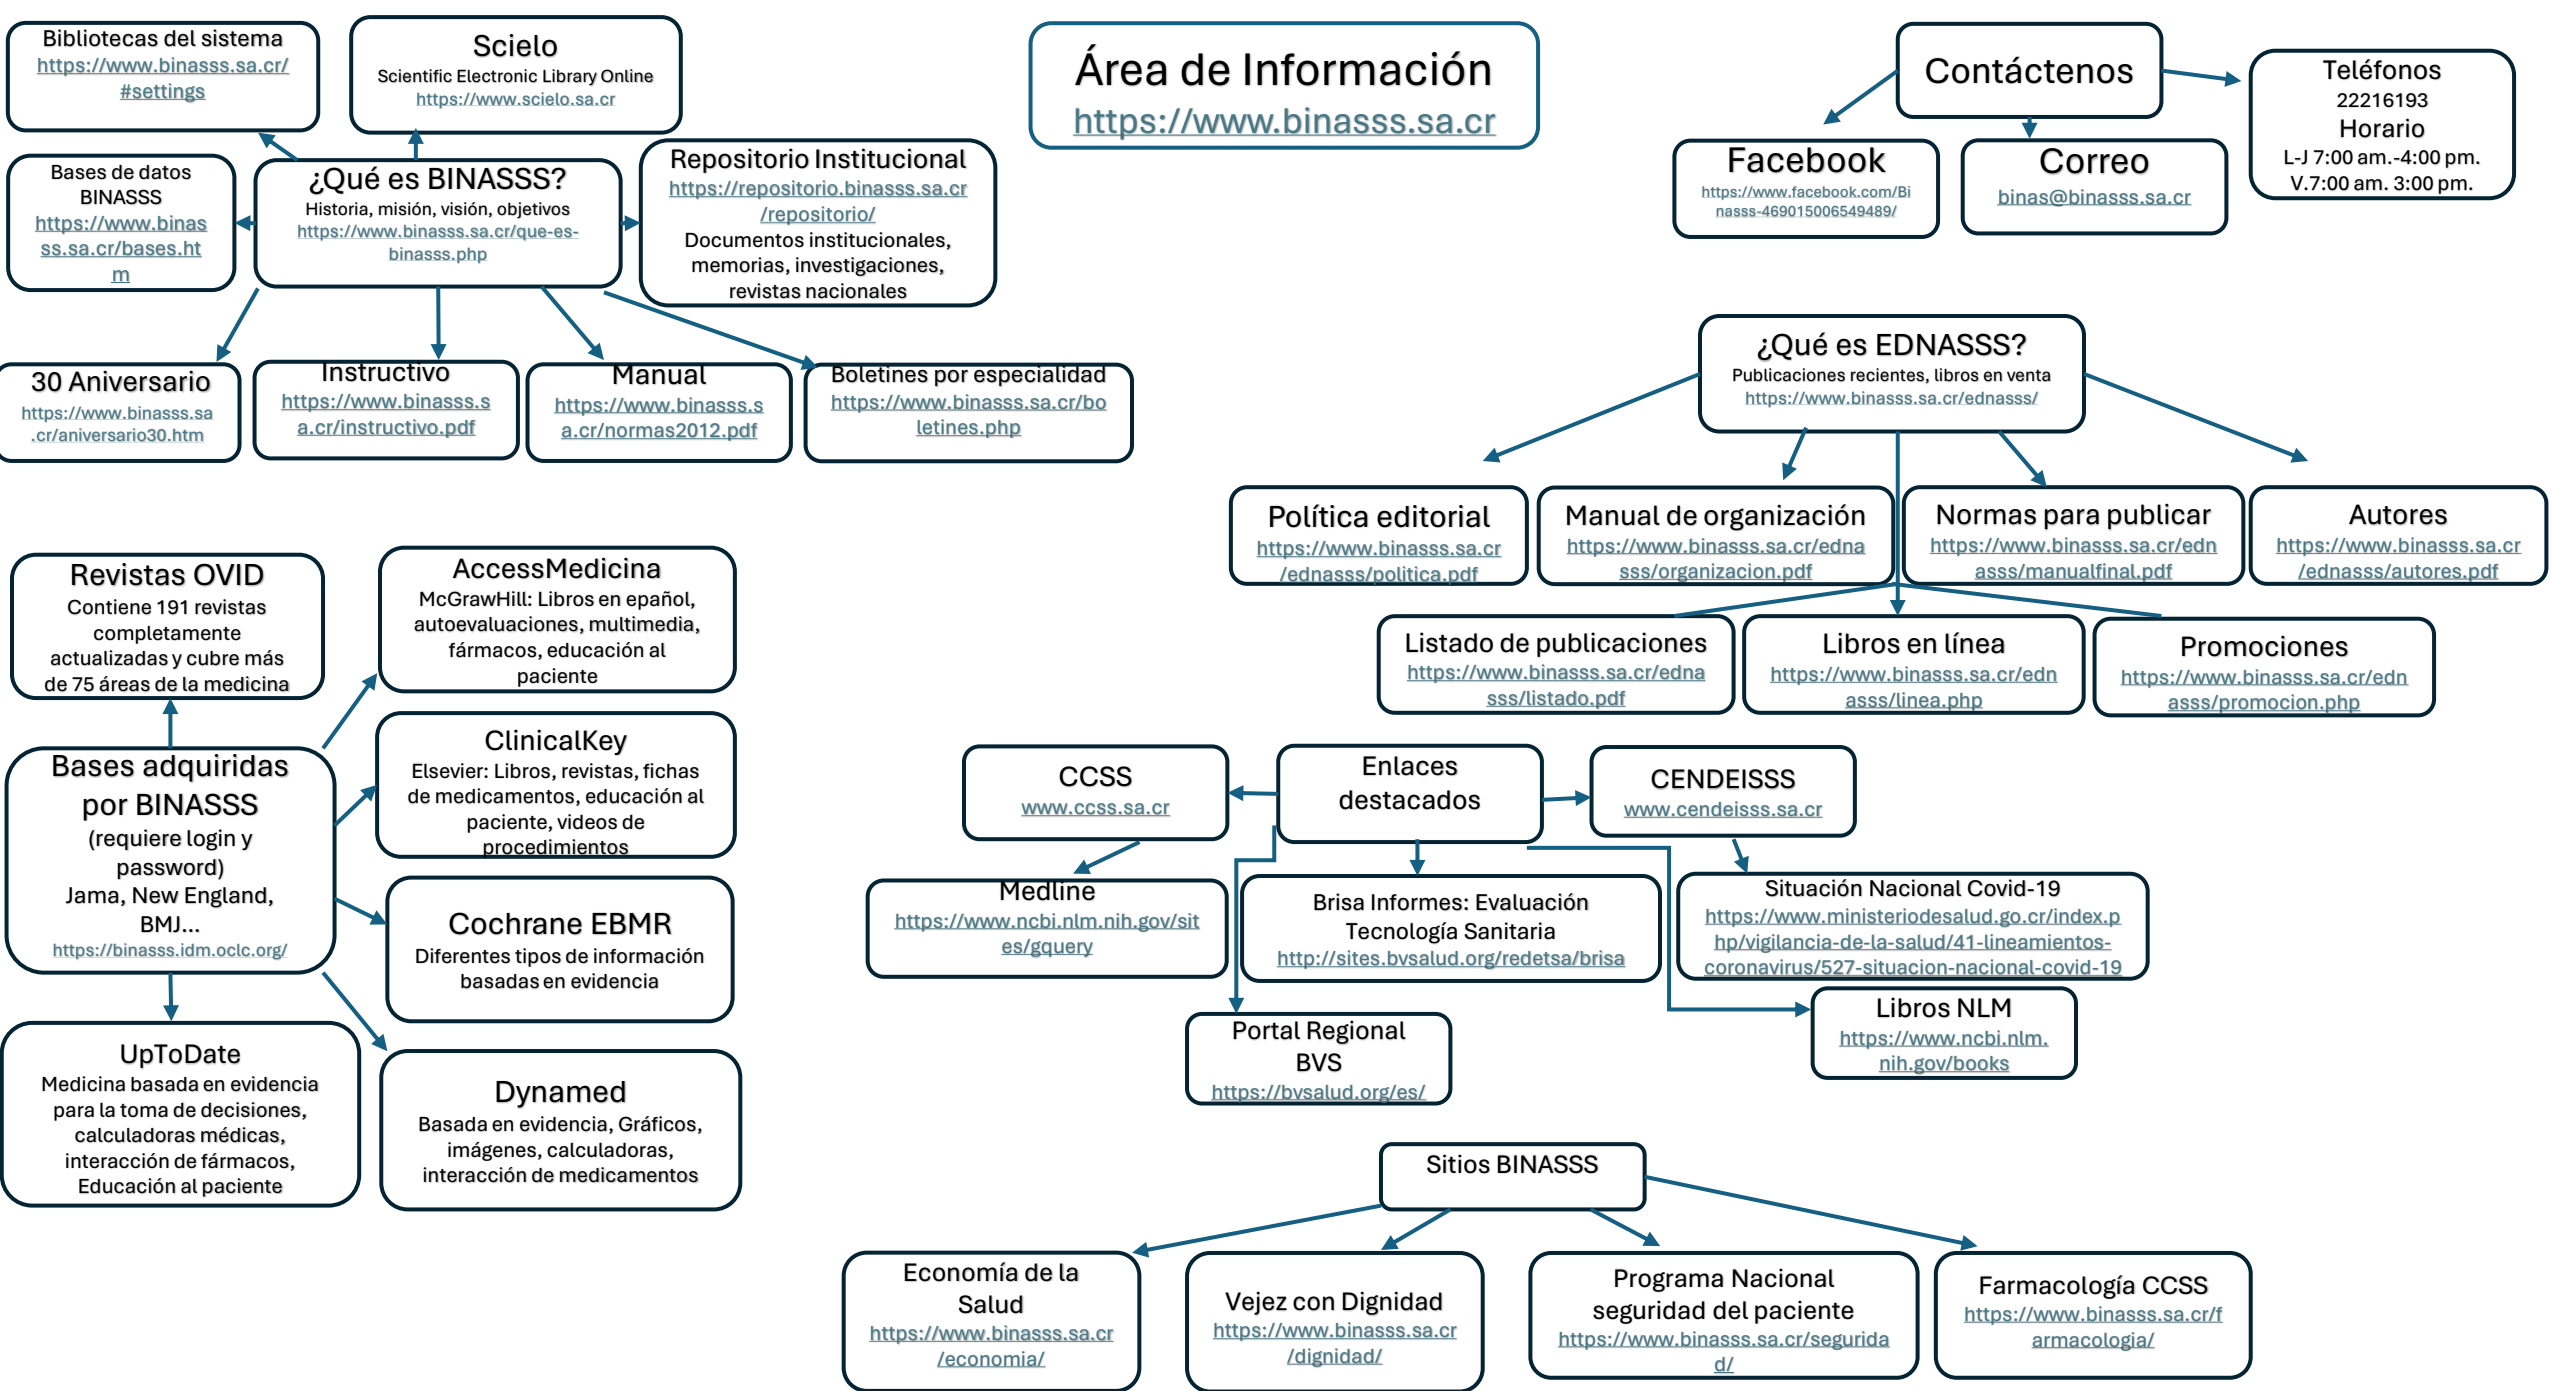 Bibliotecas del sistema
https://www.binasss.sa.cr/
#settings
Scielo
Scientific Electronic Library Online
https://www.scielo.sa.cr
Área de Información
https://www.binasss.sa.cr
Contáctenos
Teléfonos
22216193
Horario
L-J 7:00 am.-4:00 pm.
V.7:00 am. 3:00 pm.
Facebook
https://www.facebook.com/Bi
nasss-469015006549489/
Correo
binas@binasss.sa.cr
Bases de datos
BINASSS
https://www.binas
ss.sa.cr/bases.ht
m
¿Qué es BINASSS?
Historia, misión, visión, objetivos
https://www.binasss.sa.cr/que-es-
binasss.php
Repositorio Institucional
https://repositorio.binasss.sa.cr
/repositorio/
Documentos institucionales,
memorias, investigaciones,
revistas nacionales
30 Aniversario
https://www.binasss.sa
.cr/aniversario30.htm
Instructivo
https://www.binasss.s
a.cr/instructivo.pdf
Manual
https://www.binasss.s
a.cr/normas2012.pdf
Boletines por especialidad
https://www.binasss.sa.cr/bo
letines.php
¿Qué es EDNASSS?
Publicaciones recientes, libros en venta
https://www.binasss.sa.cr/ednasss/
Política editorial
https://www.binasss.sa.cr
/ednasss/politica.pdf
Manual de organización
https://www.binasss.sa.cr/edna
sss/organizacion.pdf
Normas para publicar
https://www.binasss.sa.cr/edn
asss/manualfinal.pdf
Autores
https://www.binasss.sa.cr
/ednasss/autores.pdf
Listado de publicaciones
https://www.binasss.sa.cr/edna
sss/listado.pdf
Libros en línea
https://www.binasss.sa.cr/edn
asss/linea.php
Promociones
https://www.binasss.sa.cr/edn
asss/promocion.php
Revistas OVID
Contiene 191 revistas
completamente
actualizadas y cubre más
de 75 áreas de la medicina
AccessMedicina
McGrawHill: Libros en epañol,
autoevaluaciones, multimedia,
fármacos, educación al
paciente
Bases adquiridas
por BINASSS
(requiere login y
password)
Jama, New England,
BMJ...
https://binasss.idm.oclc.org/
ClinicalKey
Elsevier: Libros, revistas, fichas
de medicamentos, educación al
paciente, videos de
procedimientos
Cochrane EBMR
Diferentes tipos de información
basadas en evidencia
UpToDate
Medicina basada en evidencia
para la toma de decisiones,
calculadoras médicas,
interacción de fármacos,
Educación al paciente
Dynamed
Basada en evidencia, Gráficos,
imágenes, calculadoras,
interacción de medicamentos
CCSS
www.ccss.sa.cr
Enlaces
destacados
CENDEISSS
www.cendeisss.sa.cr
Medline
https://www.ncbi.nlm.nih.gov/sit
es/gquery
Brisa Informes: Evaluación
Tecnología Sanitaria
http://sites.bvsalud.org/redetsa/brisa
Situación Nacional Covid-19
https://www.ministeriodesalud.go.cr/index.p
hp/vigilancia-de-la-salud/41-lineamientos-
coronavirus/527-situacion-nacional-covid-19
Portal Regional
BVS
https://bvsalud.org/es/
Libros NLM
https://www.ncbi.nlm.
nih.gov/books
Sitios BINASSS
Economía de la
Salud
https://www.binasss.sa.cr
/economia/
Vejez con Dignidad
https://www.binasss.sa.cr
/dignidad/
Programa Nacional
seguridad del paciente
https://www.binasss.sa.cr/segurida
d/
Farmacología CCSS
https://www.binasss.sa.cr/f
armacologia/